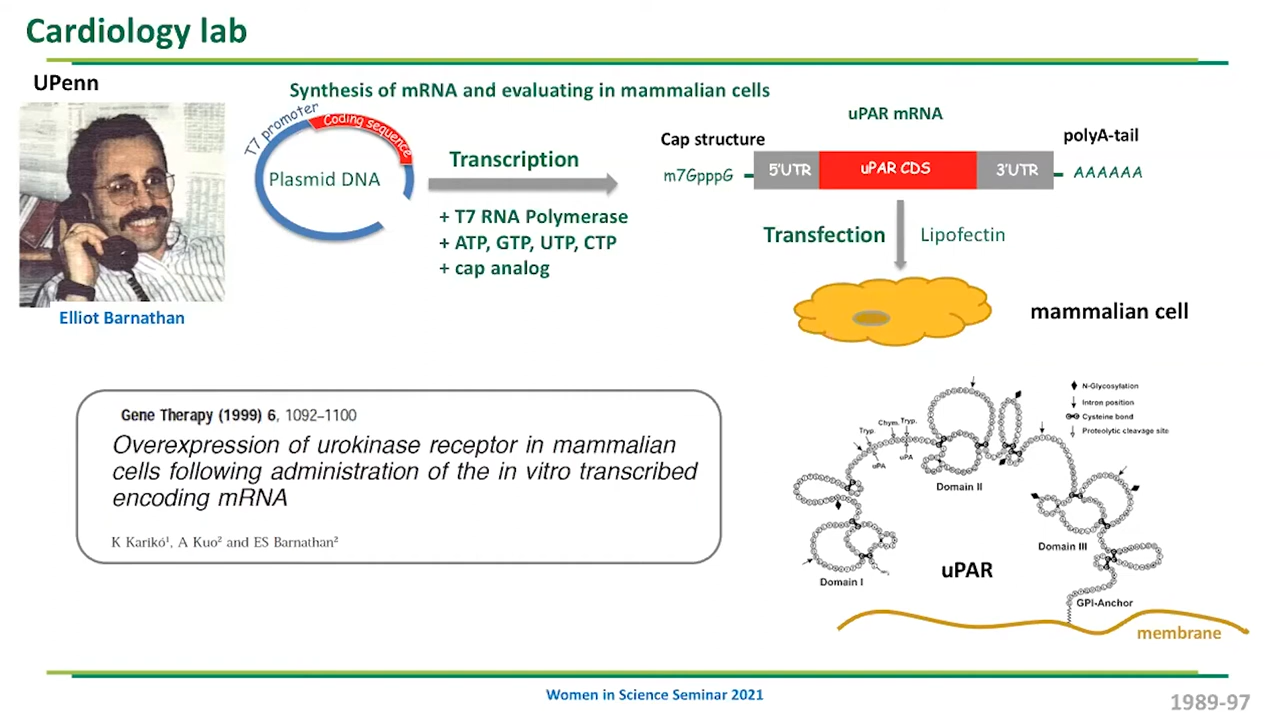 Cardiology lab
UPenn
Elliot Barnathan
Synthesis of mRNA and evaluating in mammalian cells
T7 promoter
Coding sequence
Plasmid DNA
Transcription
+ T7 RNA Polymerase
+ ATP, GTP, UTP, CTP
+ cap analog
uPAR mRNA
Cap structure
polyA-tail
m7GpppG
5'UTR
uPAR CDS
3'UTR
AAAAAA
Transfection
Lipofectin
mammalian cell
Gene Therapy (1999) 6, 1092–1100
Overexpression of urokinase receptor in mammalian
cells following administration of the in vitro transcribed
encoding mRNA
K Karikó¹, A Kuo² and ES Barnathan²
N-Glycosylation
Intron position
Cysteine bond
Proteolytic cleavage site
Tryp.
Chym.
Tryp.
uPA
uPA
Domain II
Domain III
Domain I
uPAR
GPI-Anchor
membrane
Women in Science Seminar 2021
1989-97